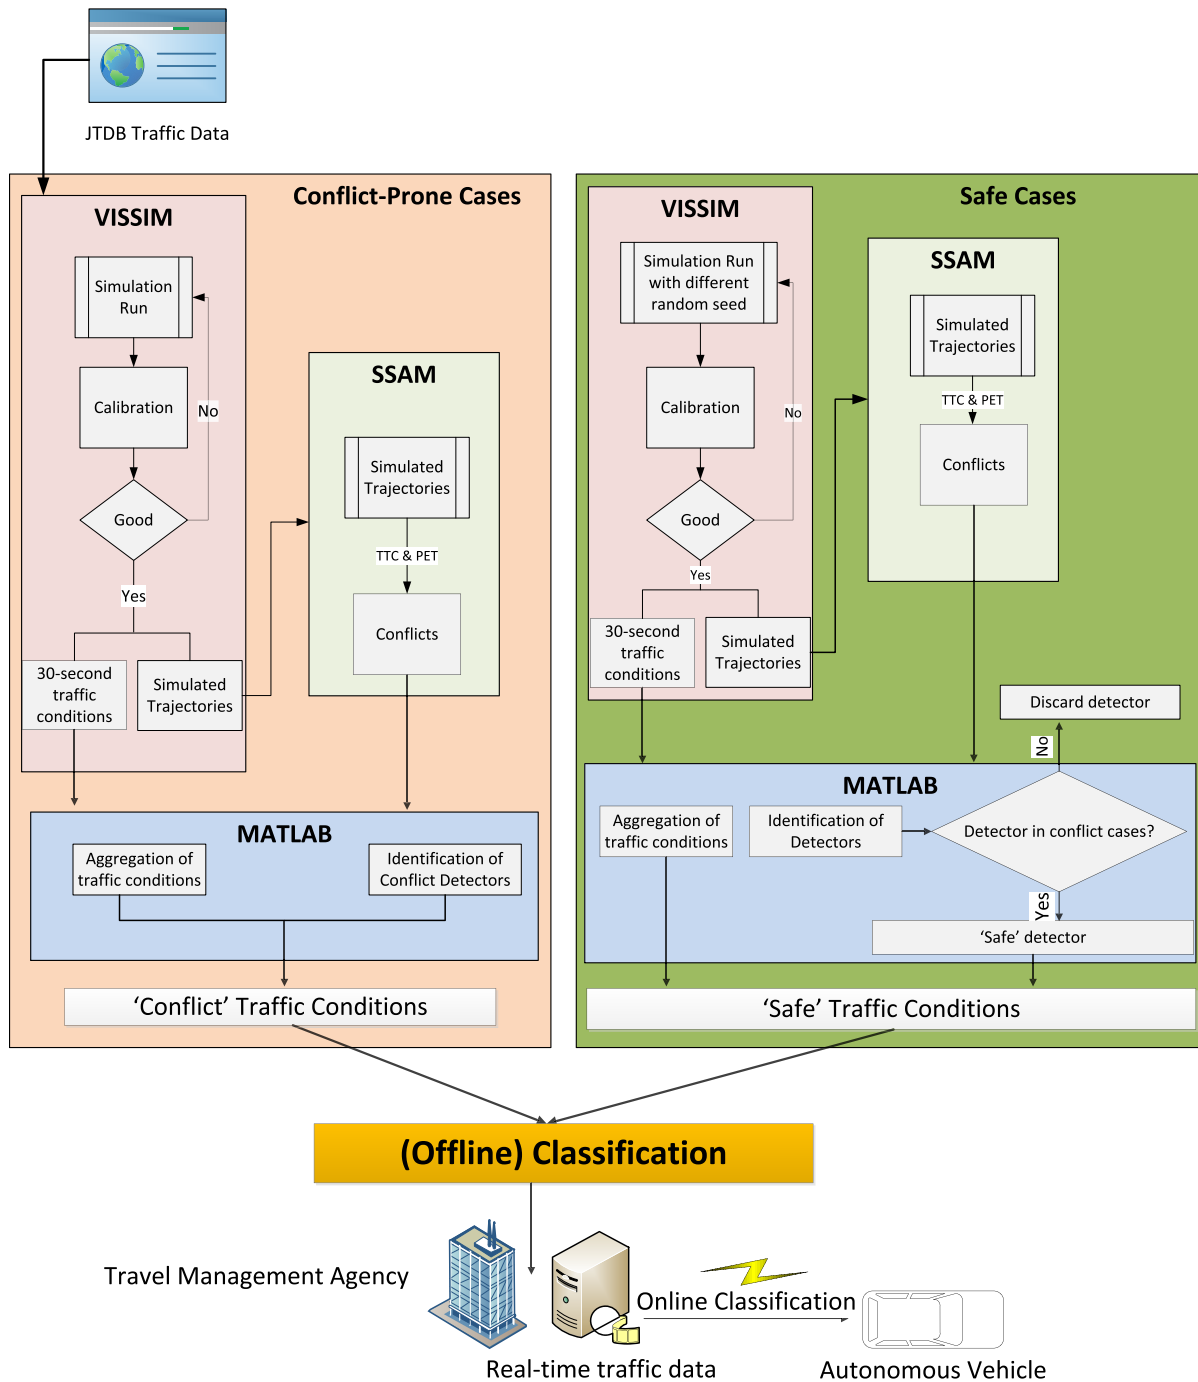 JTDB Traffic Data
Conflict-Prone Cases
VISSIM
Simulation
Run
Calibration
No
Good
Yes
30-second
traffic
conditions
Simulated
Trajectories
SSAM
Simulated
Trajectories
TTC & PET
Conflicts
MATLAB
Aggregation of
traffic conditions
Identification of
Conflict Detectors
‘Conflict’ Traffic Conditions
Safe Cases
VISSIM
Simulation Run
with different
random seed
Calibration
No
Good
Yes
30-second
traffic
conditions
Simulated
Trajectories
SSAM
Simulated
Trajectories
TTC & PET
Conflicts
Discard detector
No
MATLAB
Aggregation of
traffic conditions
Identification of
Detectors
Detector in conflict cases?
Yes
‘Safe’ detector
‘Safe’ Traffic Conditions
(Offline) Classification
Travel Management Agency
Online Classification
Real-time traffic data
Autonomous Vehicle